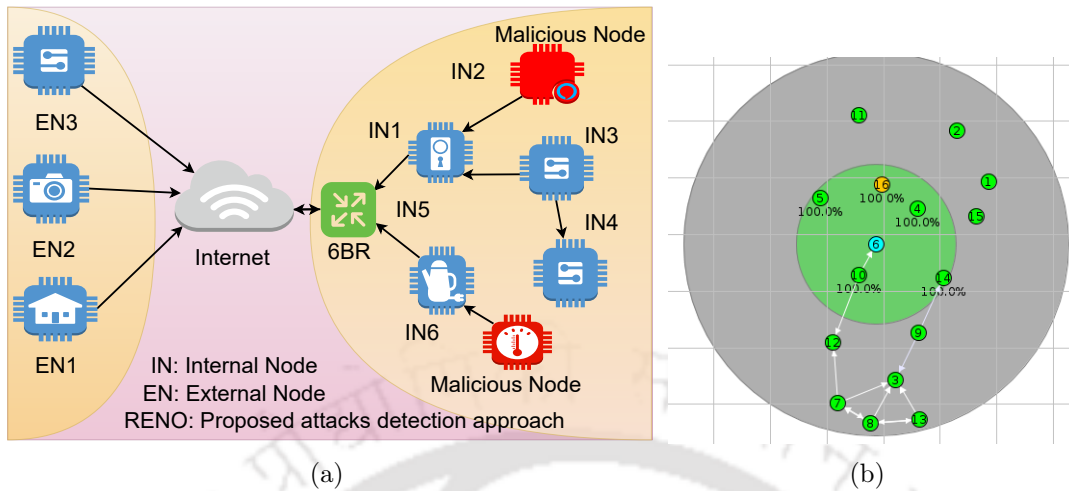 Malicious Node
IN2
EN3
IN1
IN3
EN2
Internet
6BR
IN5
IN4
EN1
IN6
Malicious Node
IN: Internal Node
EN: External Node
RENO: Proposed attacks detection approach
(a)
11
2
1
5
100.0%
16
100.0%
4
100.0%
15
6
10
100.0%
14
100.0%
12
9
3
7
8
13
(b)